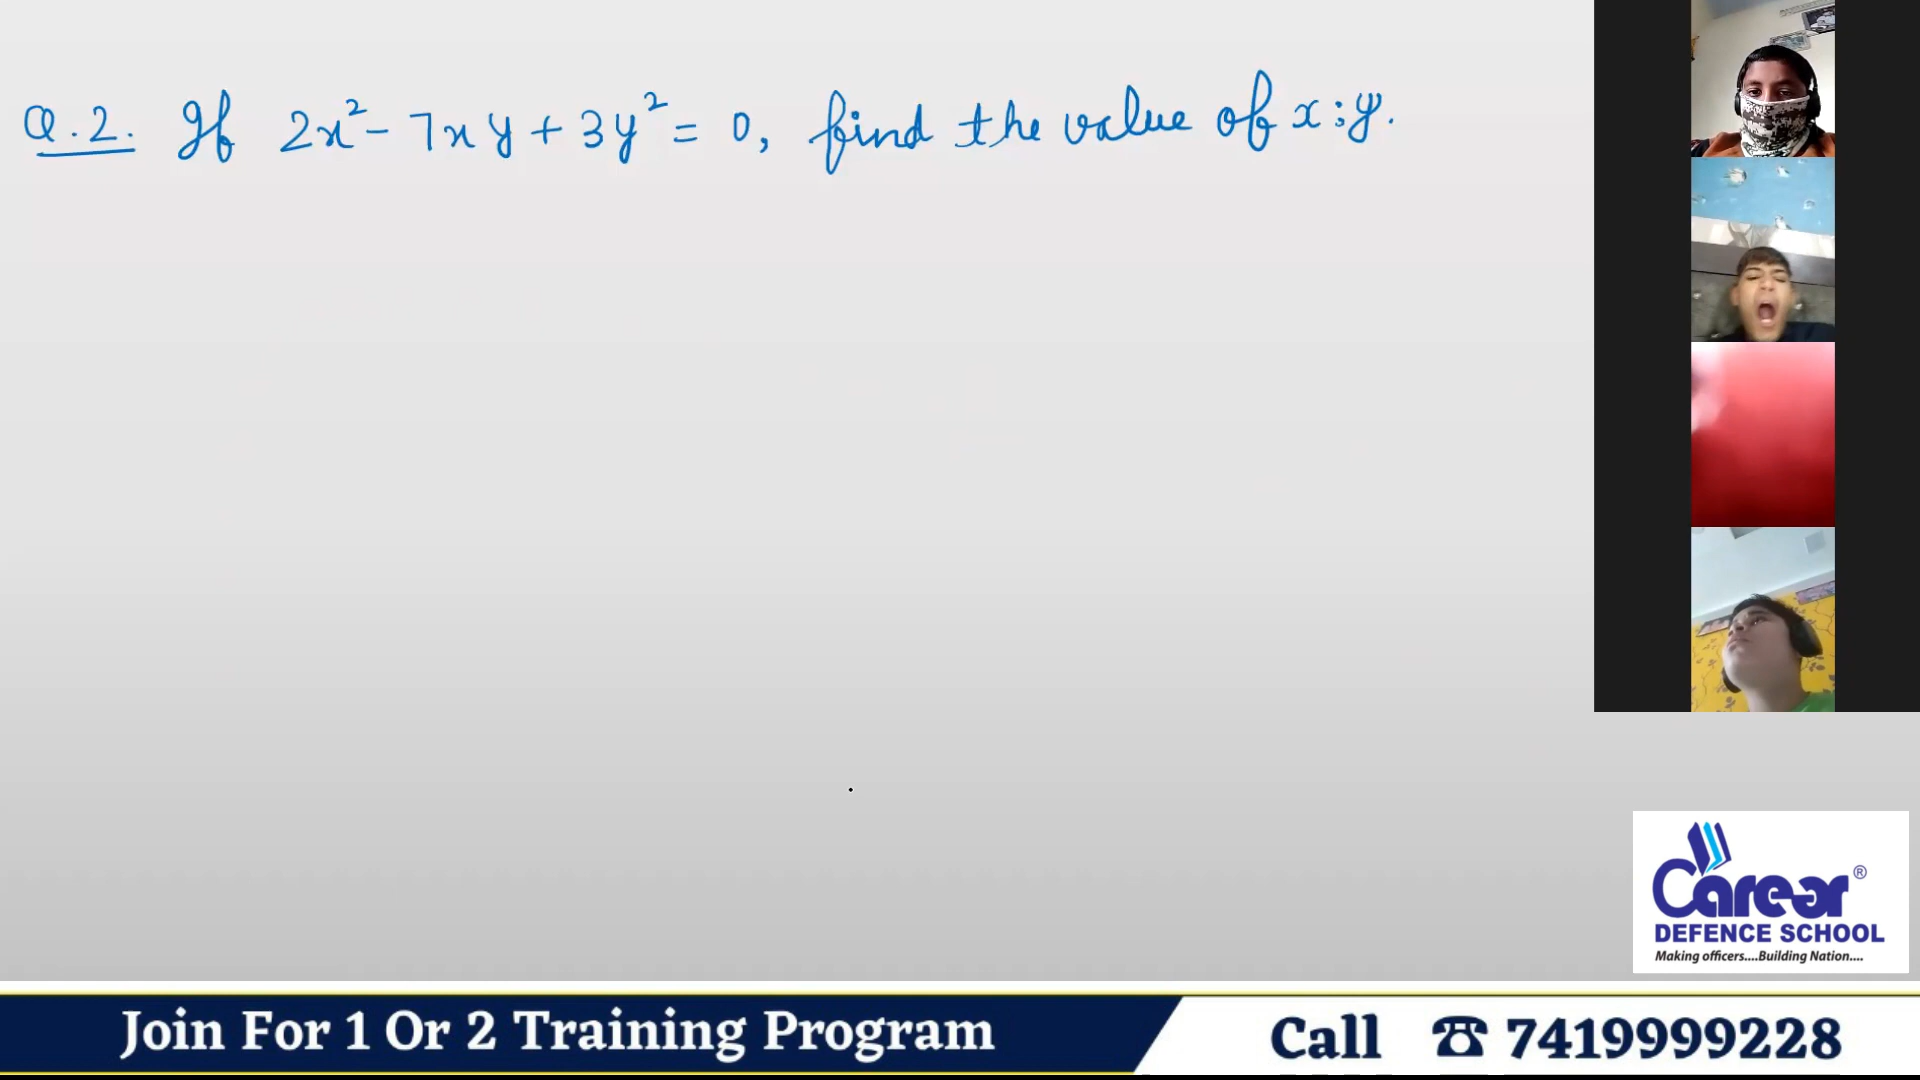 Q.2. If 2x²- 7xy + 3y² = 0, find the value of x:y.
Career®
DEFENCE SCHOOL
Making officers....Building Nation....
Join For 1 Or 2 Training Program
Call ☎ 7419999228